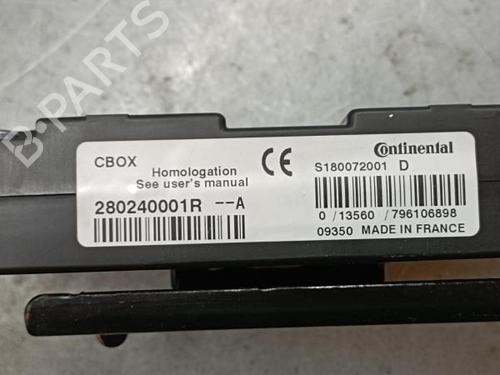 B-PARTS
CBOX
Homologation
See user's manual
280240001R --A
CE
Continental
S180072001 D
0 / 13560 / 796106898
09350 MADE IN FRANCE